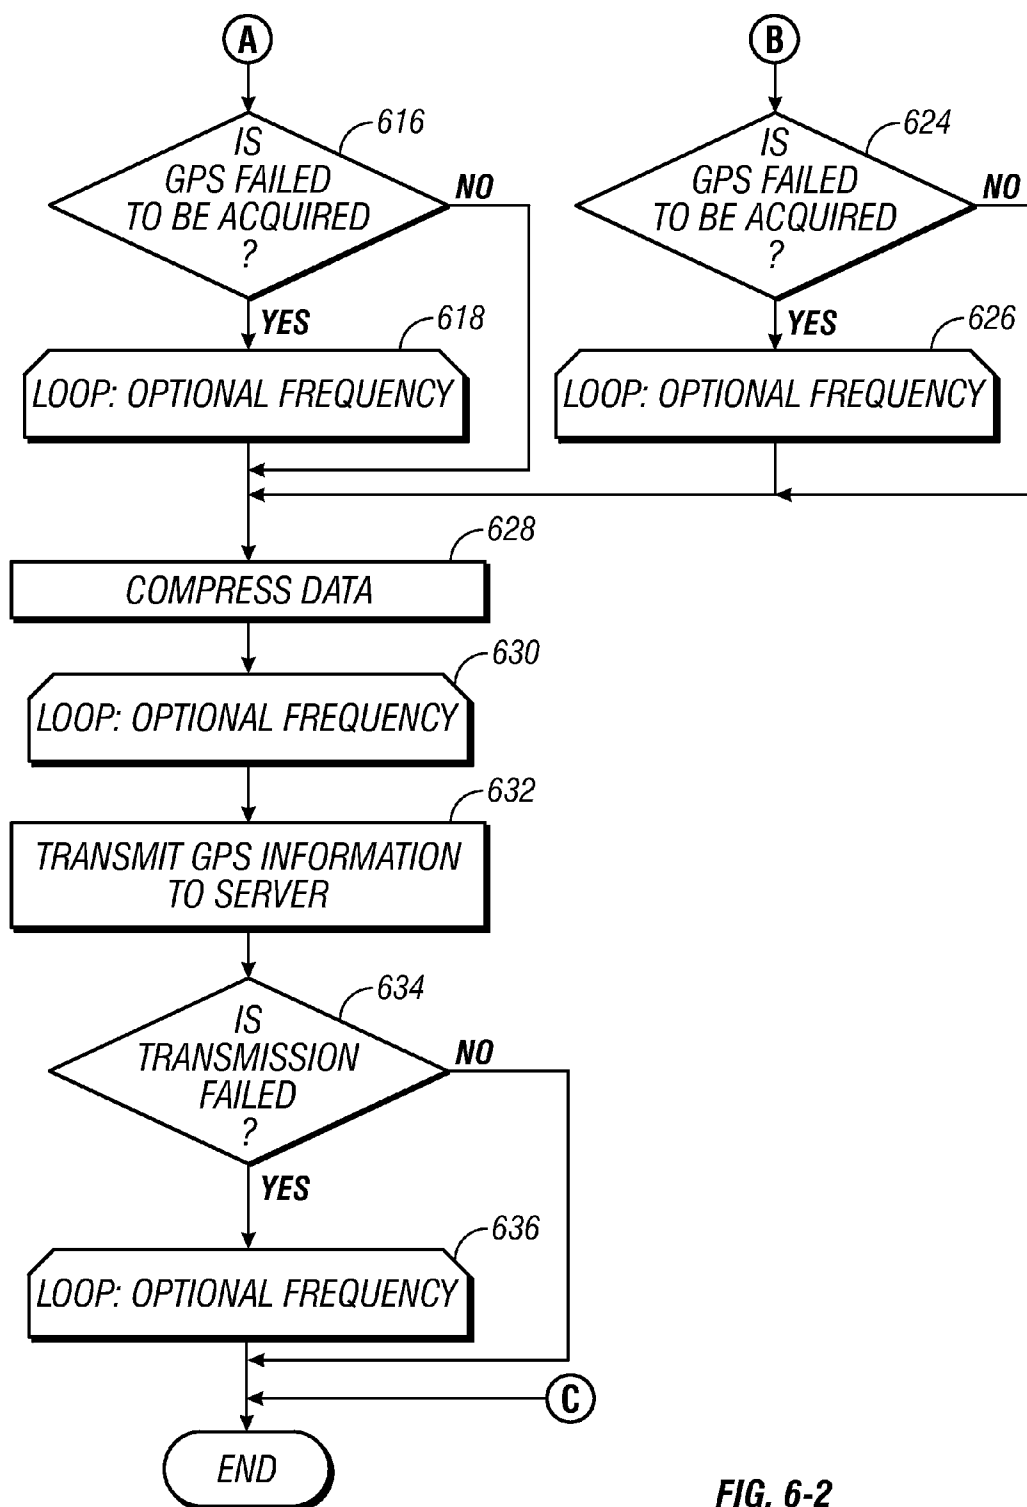 A
B
616
IS
GPS FAILED
TO BE ACQUIRED
?
NO
YES
624
IS
GPS FAILED
TO BE ACQUIRED
?
NO
YES
618
LOOP: OPTIONAL FREQUENCY
626
LOOP: OPTIONAL FREQUENCY
628
COMPRESS DATA
630
LOOP: OPTIONAL FREQUENCY
632
TRANSMIT GPS INFORMATION
TO SERVER
634
IS
TRANSMISSION
FAILED
?
NO
YES
636
LOOP: OPTIONAL FREQUENCY
C
END
FIG. 6-2